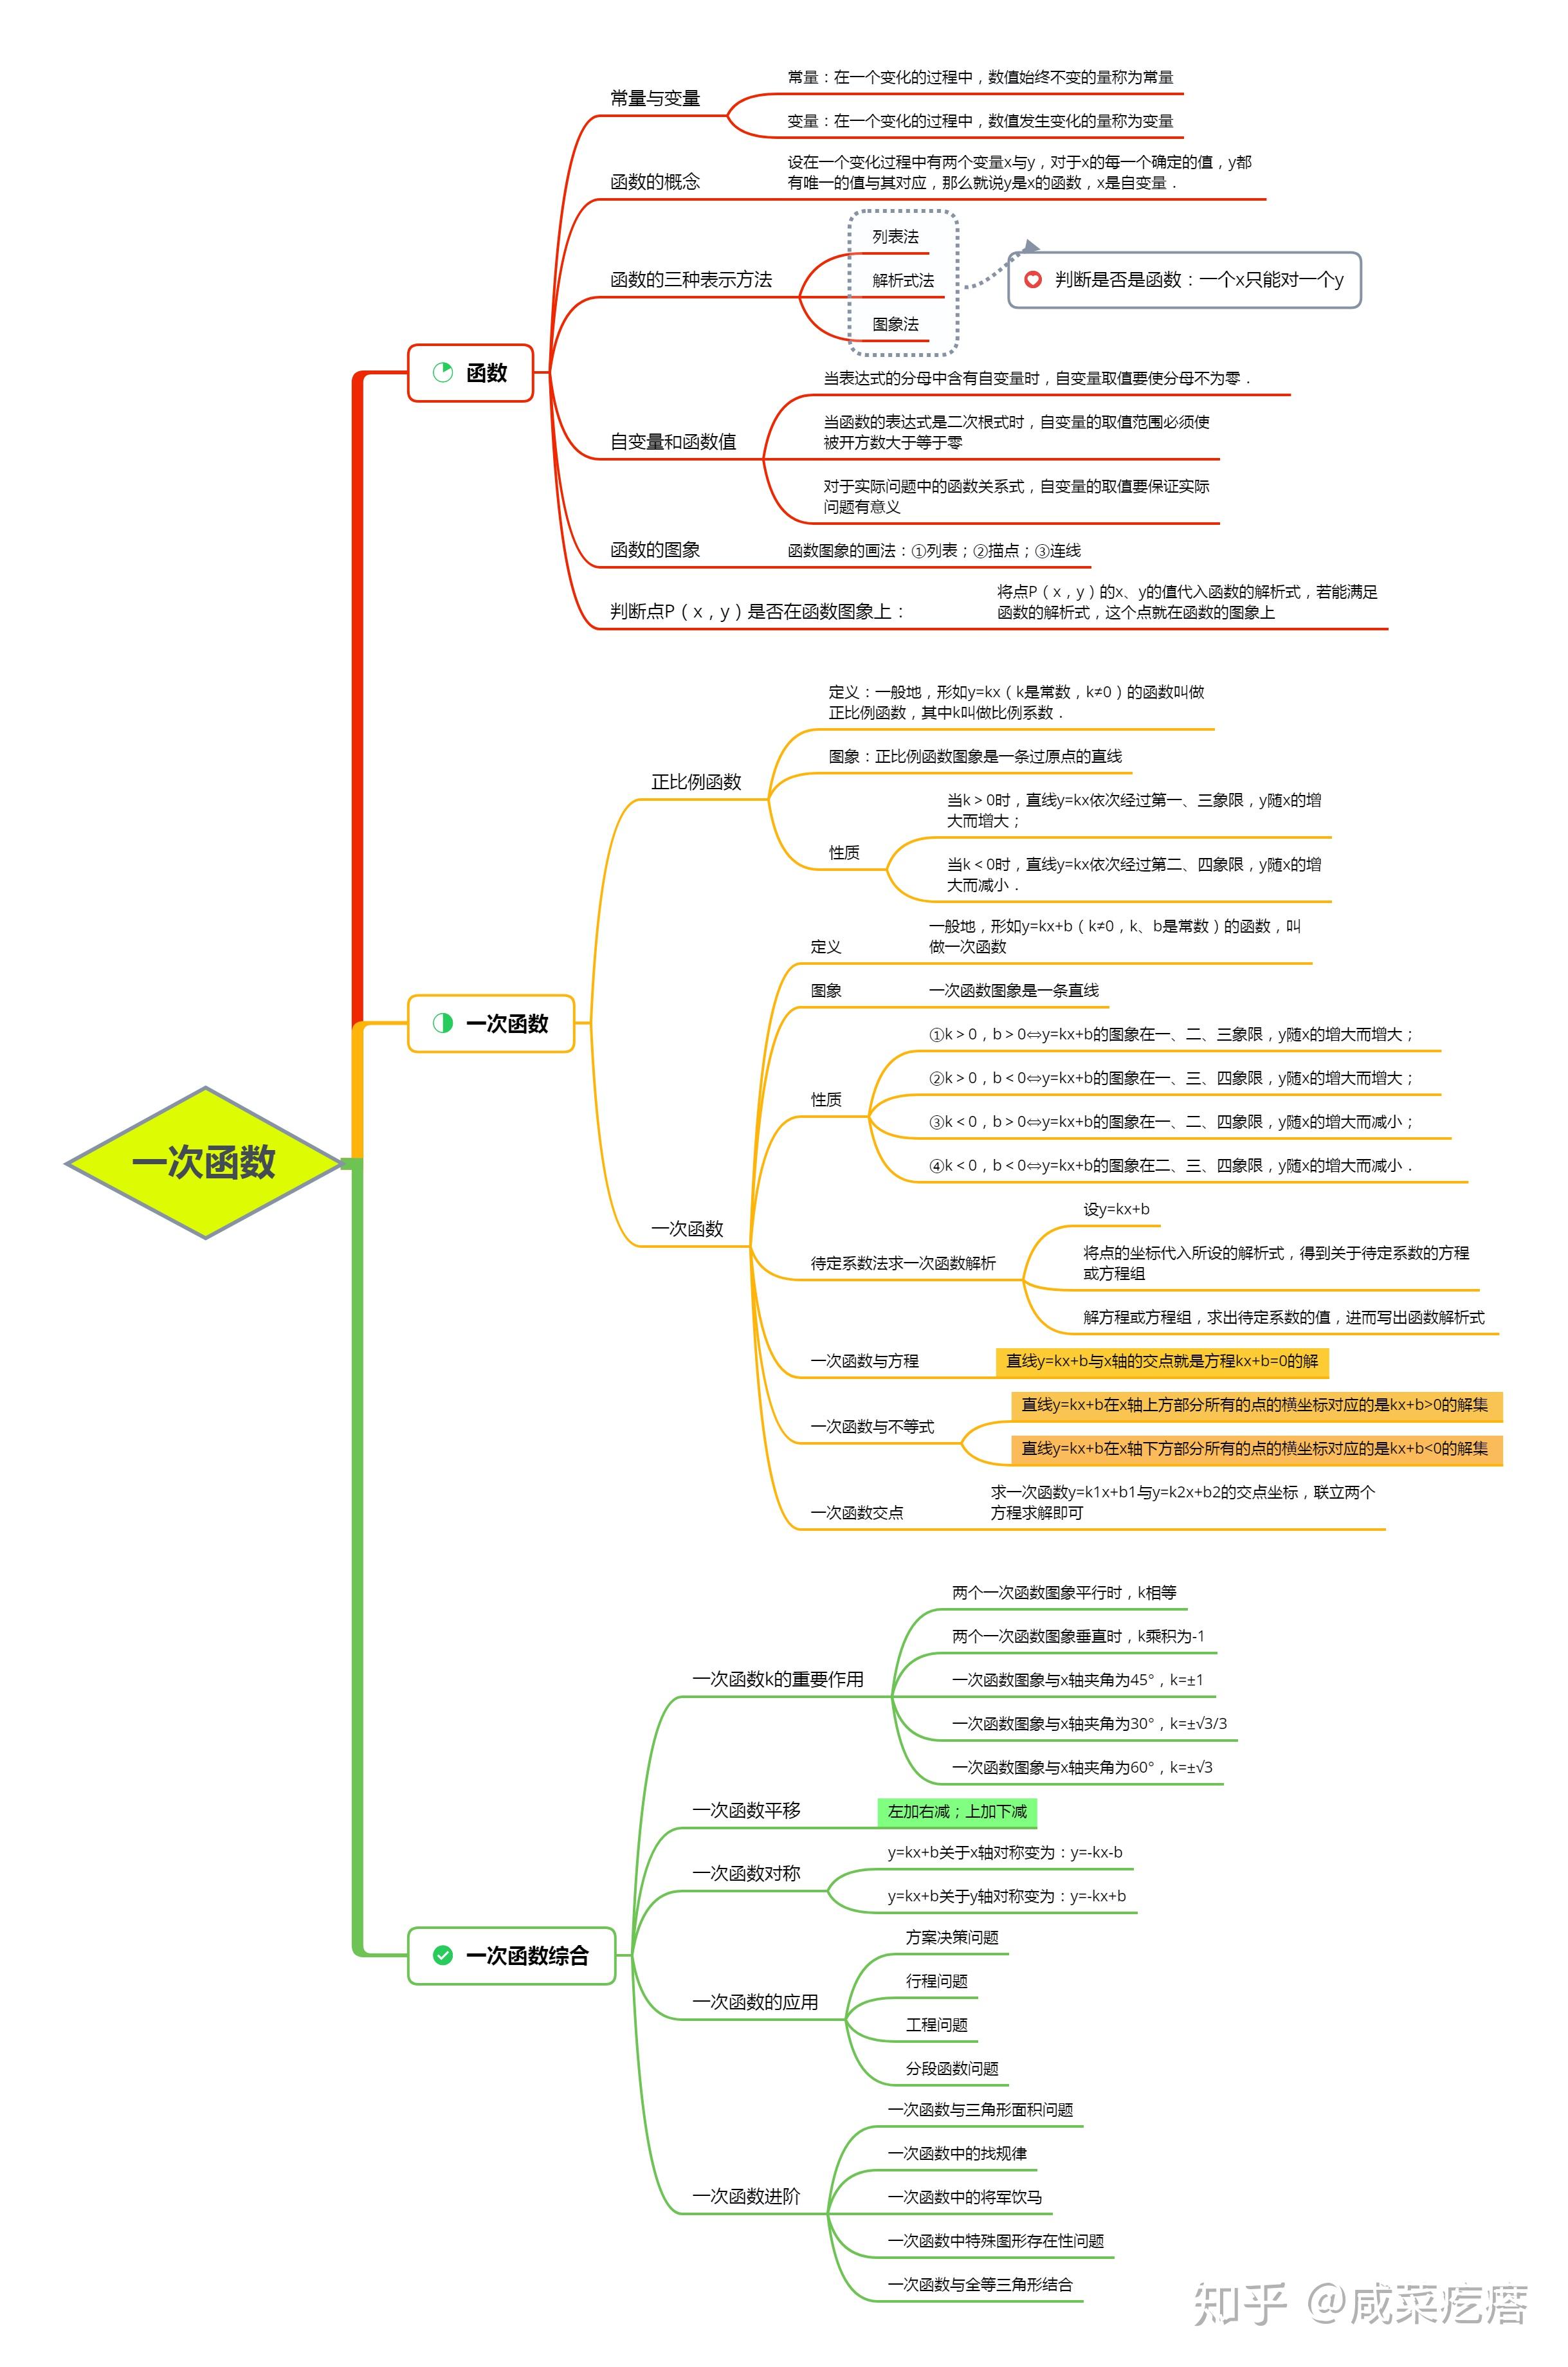 常量与变量
常量：在一个变化的过程中，数值始终不变的量称为常量
变量：在一个变化的过程中，数值发生变化的量称为变量
函数的概念
设在一个变化过程中有两个变量x与y，对于x的每一个确定的值，y都
有唯一的值与其对应，那么就说y是x的函数，x是自变量．
函数的三种表示方法
列表法
解析式法
图象法
判断是否是函数：一个x只能对一个y
函数
自变量和函数值
当表达式的分母中含有自变量时，自变量取值要使分母不为零．
当函数的表达式是二次根式时，自变量的取值范围必须使
被开方数大于等于零
对于实际问题中的函数关系式，自变量的取值要保证实际
问题有意义
函数的图象
函数图象的画法：①列表；②描点；③连线
判断点P（x，y）是否在函数图象上：
将点P（x，y）的x、y的值代入函数的解析式，若能满足
函数的解析式，这个点就在函数的图象上
正比例函数
定义：一般地，形如y=kx（k是常数，k≠0）的函数叫做
正比例函数，其中k叫做比例系数．
图象：正比例函数图象是一条过原点的直线
性质
当k＞0时，直线y=kx依次经过第一、三象限，y随x的增
大而增大；
当k＜0时，直线y=kx依次经过第二、四象限，y随x的增
大而减小．
一次函数
一次函数
一次函数
定义
一般地，形如y=kx+b（k≠0，k、b是常数）的函数，叫
做一次函数
图象
一次函数图象是一条直线
性质
①k＞0，b＞0⇔y=kx+b的图象在一、二、三象限，y随x的增大而增大；
②k＞0，b＜0⇔y=kx+b的图象在一、三、四象限，y随x的增大而增大；
③k＜0，b＞0⇔y=kx+b的图象在一、二、四象限，y随x的增大而减小；
④k＜0，b＜0⇔y=kx+b的图象在二、三、四象限，y随x的增大而减小．
待定系数法求一次函数解析
设y=kx+b
将点的坐标代入所设的解析式，得到关于待定系数的方程
或方程组
解方程或方程组，求出待定系数的值，进而写出函数解析式
一次函数与方程
直线y=kx+b与x轴的交点就是方程kx+b=0的解
一次函数与不等式
直线y=kx+b在x轴上方部分所有的点的横坐标对应的是kx+b>0的解集
直线y=kx+b在x轴下方部分所有的点的横坐标对应的是kx+b<0的解集
一次函数交点
求一次函数y=k1x+b1与y=k2x+b2的交点坐标，联立两个
方程求解即可
一次函数综合
一次函数k的重要作用
两个一次函数图象平行时，k相等
两个一次函数图象垂直时，k乘积为-1
一次函数图象与x轴夹角为45°，k=±1
一次函数图象与x轴夹角为30°，k=±√3/3
一次函数图象与x轴夹角为60°，k=±√3
一次函数平移
左加右减；上加下减
一次函数对称
y=kx+b关于x轴对称变为：y=-kx-b
y=kx+b关于y轴对称变为：y=-kx+b
一次函数的应用
方案决策问题
行程问题
工程问题
分段函数问题
一次函数进阶
一次函数与三角形面积问题
一次函数中的找规律
一次函数中的将军饮马
一次函数中特殊图形存在性问题
一次函数与全等三角形结合
知乎 @咸菜疙瘩